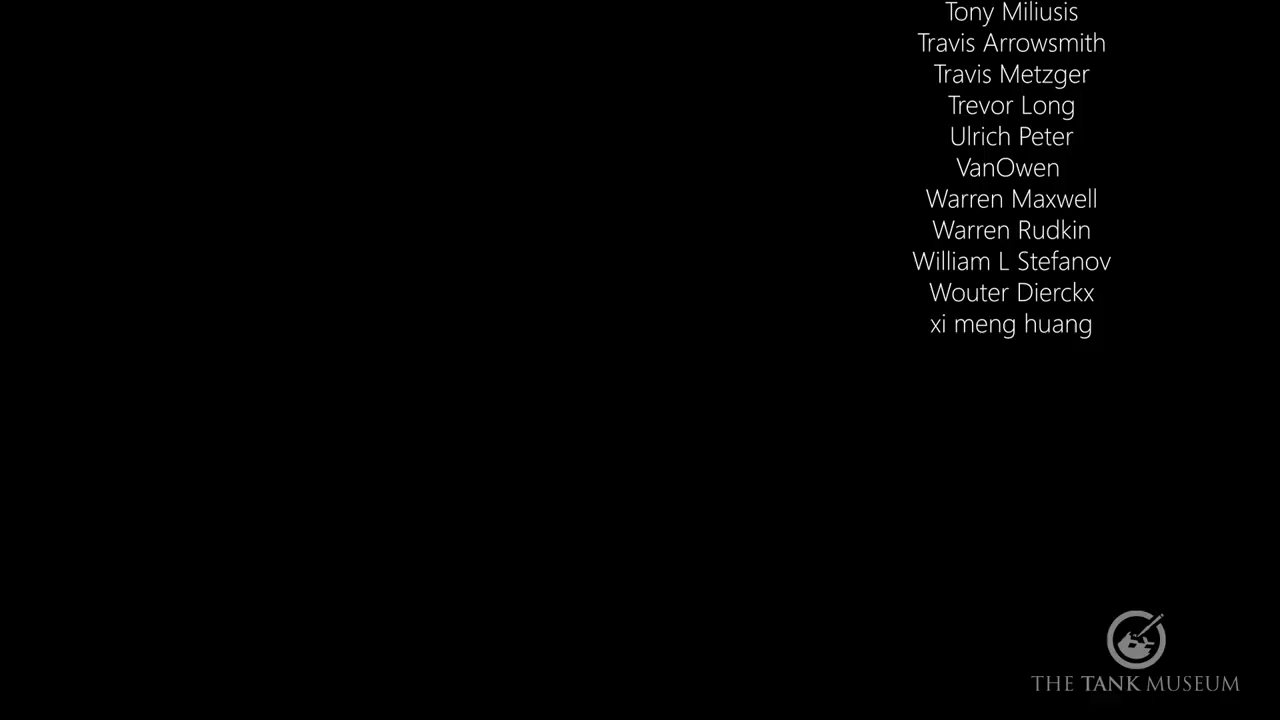 Tony Miliusis
Travis Arrowsmith
Travis Metzger
Trevor Long
Ulrich Peter
VanOwen
Warren Maxwell
Warren Rudkin
William L Stefanov
Wouter Dierckx
xi meng huang
THE TANK MUSEUM